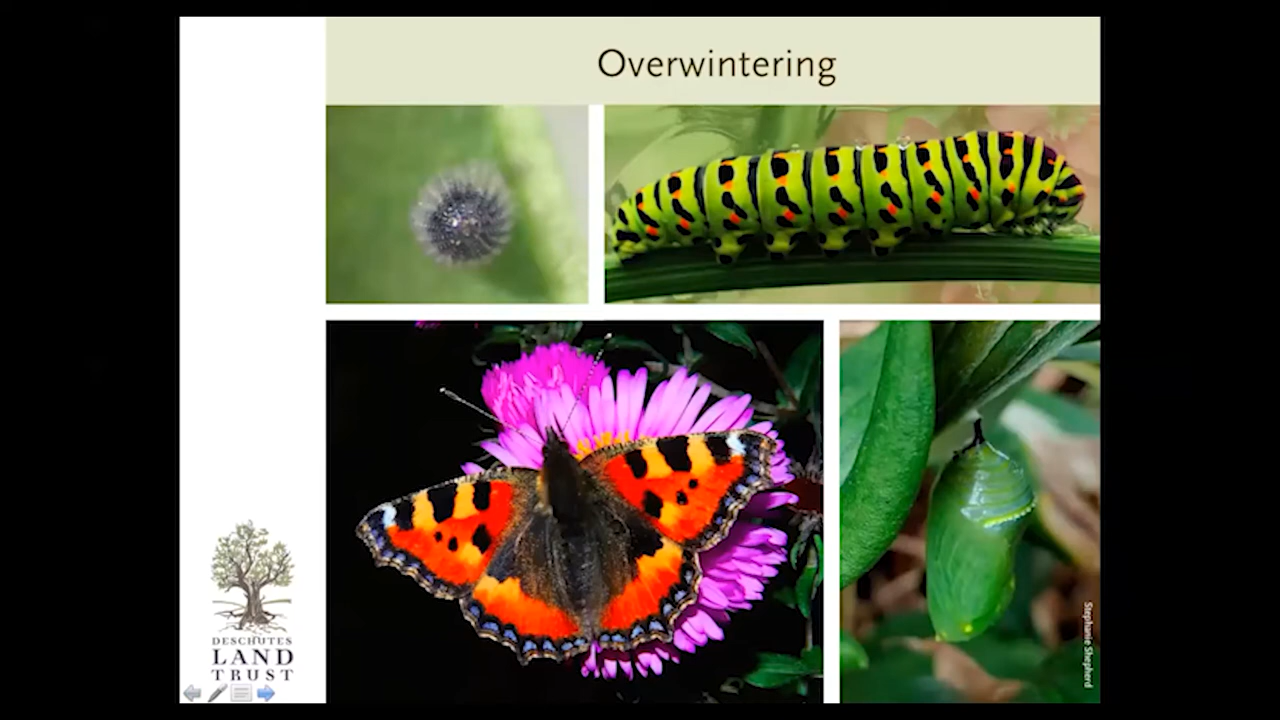 Overwintering
DESCHUTES
LAND
TRUST
Stephanie Shepherd